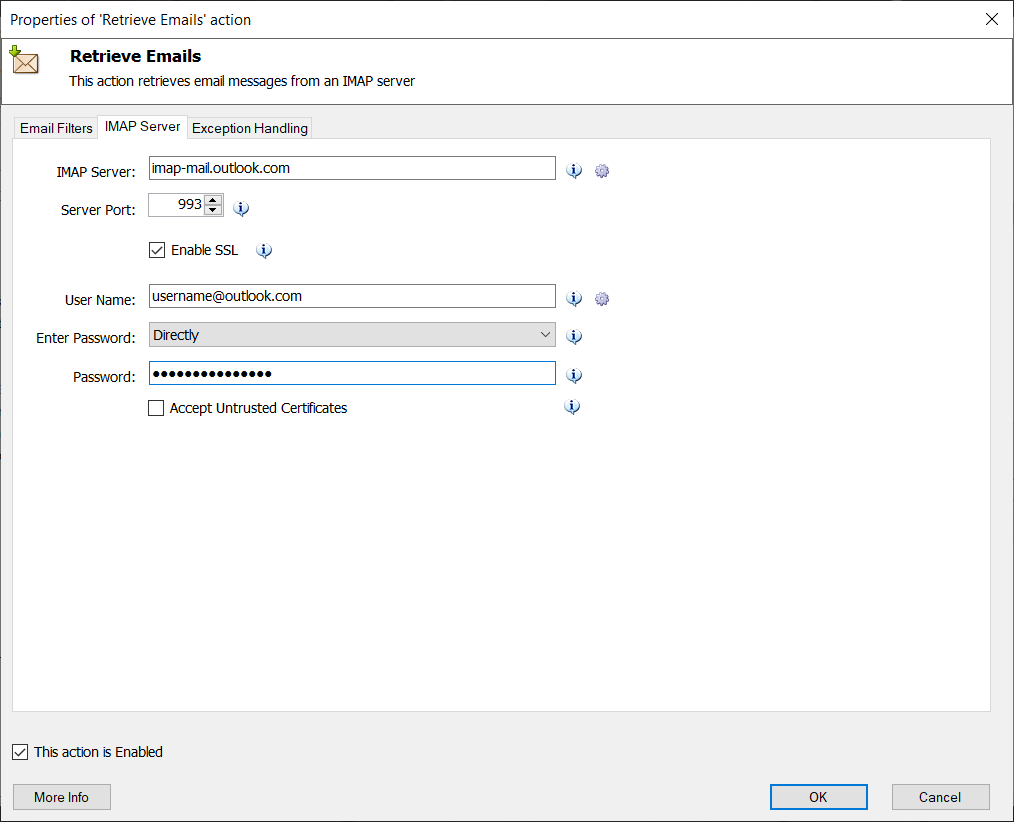 Properties of 'Retrieve Emails' action
Retrieve Emails
This action retrieves email messages from an IMAP server
Email Filters IMAP Server Exception Handling
IMAP Server: imap-mail.outlook.com
Server Port: 993
Enable SSL
User Name: username@outlook.com
Enter Password: Directly
Password: ●●●●●●●●●●●●●●●
Accept Untrusted Certificates
This action is Enabled
More Info OK Cancel